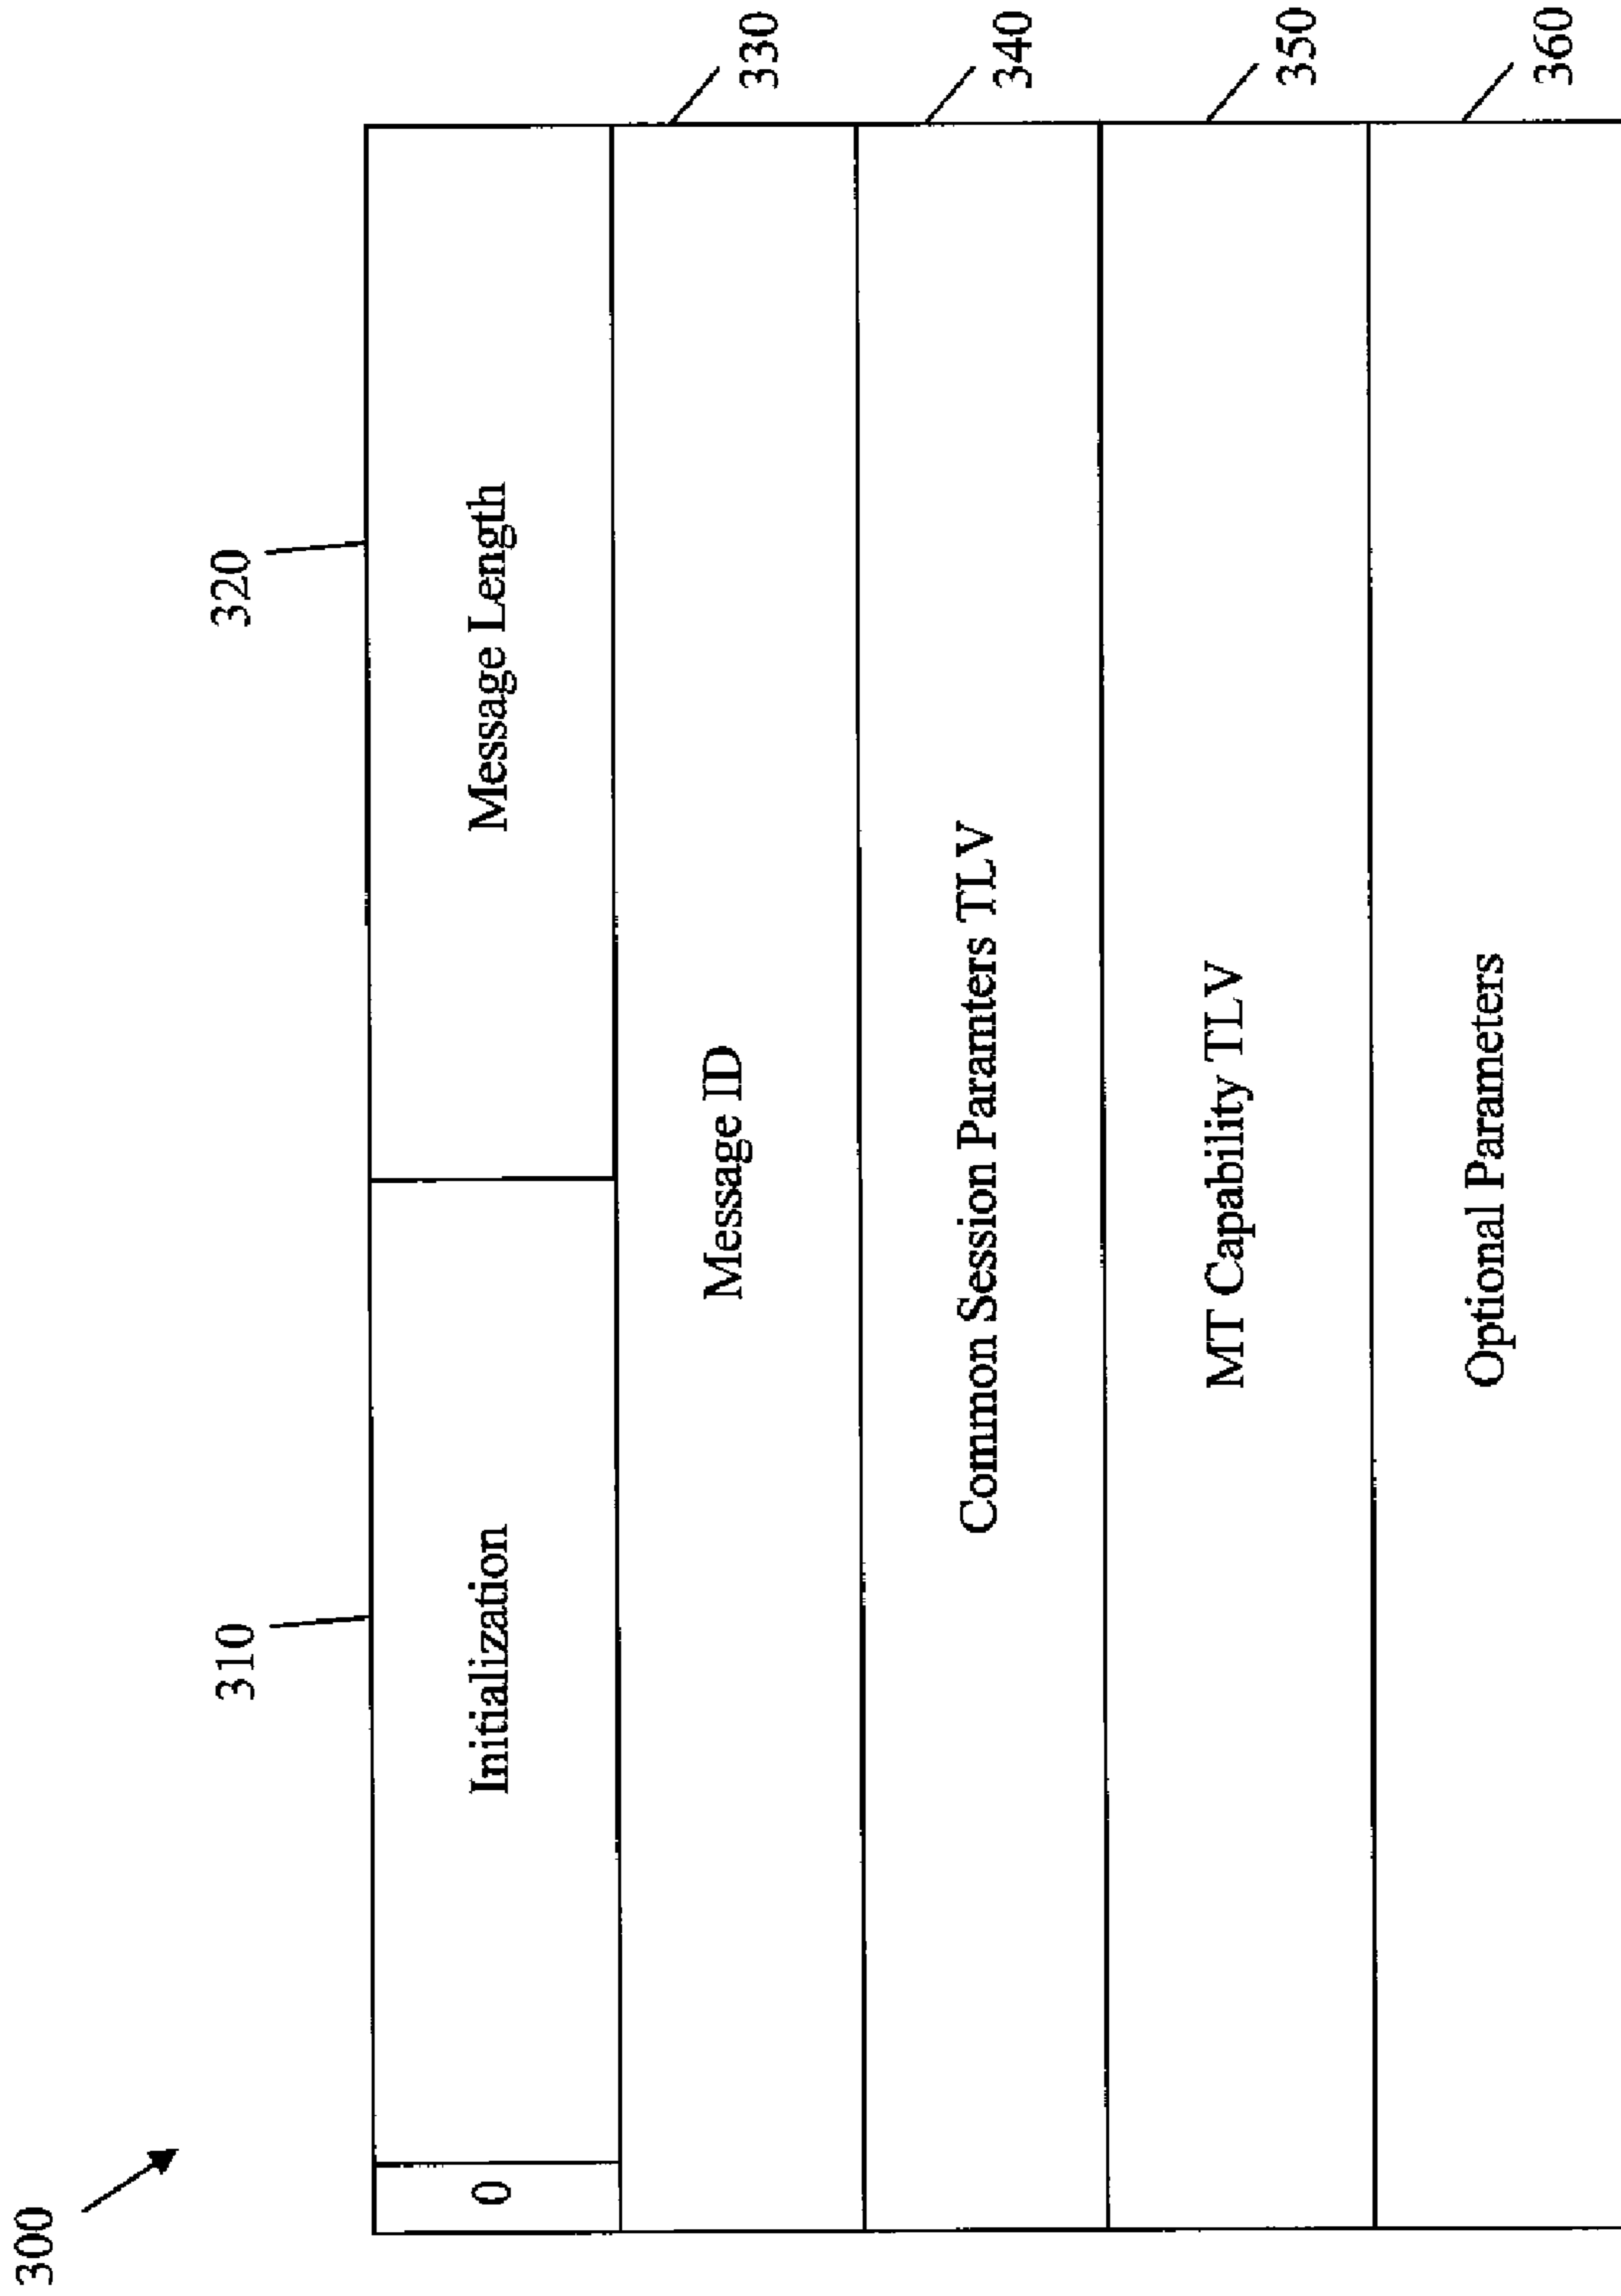 300
310
320
0
Initialization
Message Length
Message ID
330
Common Session Paramters TLV
340
MT Capability TLV
350
Optional Parameters
360